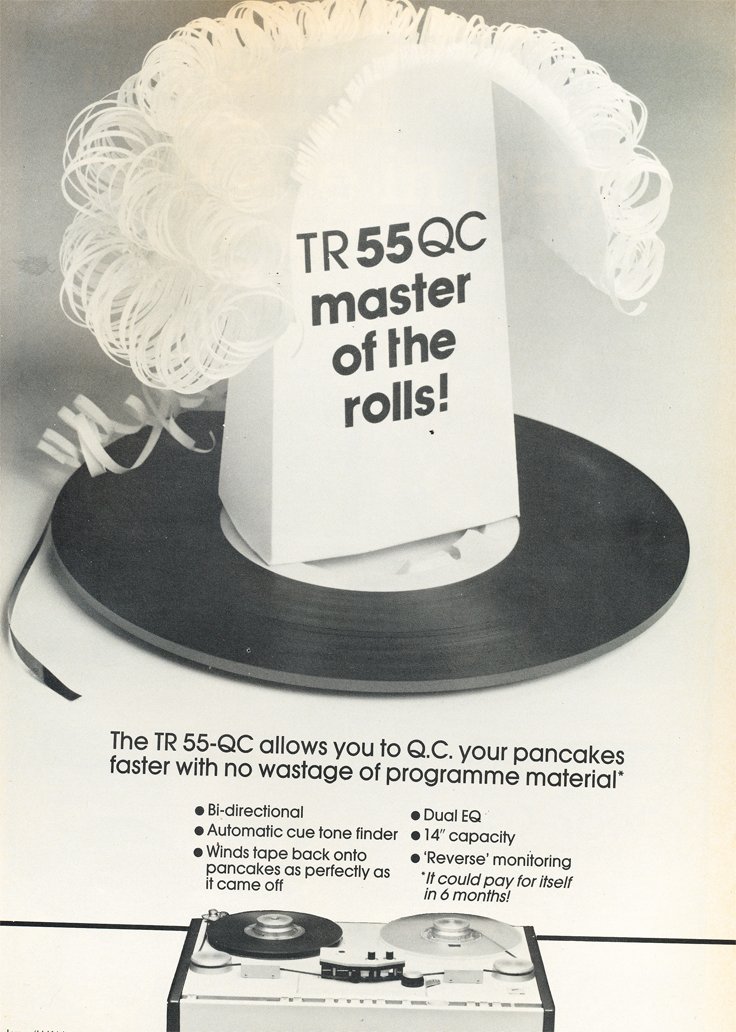 TR 55 QC
master
of the
rolls!
The TR 55-QC allows you to Q.C. your pancakes
faster with no wastage of programme material*
● Bi-directional
● Automatic cue tone finder
● Winds tape back onto
pancakes as perfectly as
it came off
● Dual EQ
● 14" capacity
● 'Reverse' monitoring
*It could pay for itself
in 6 months!